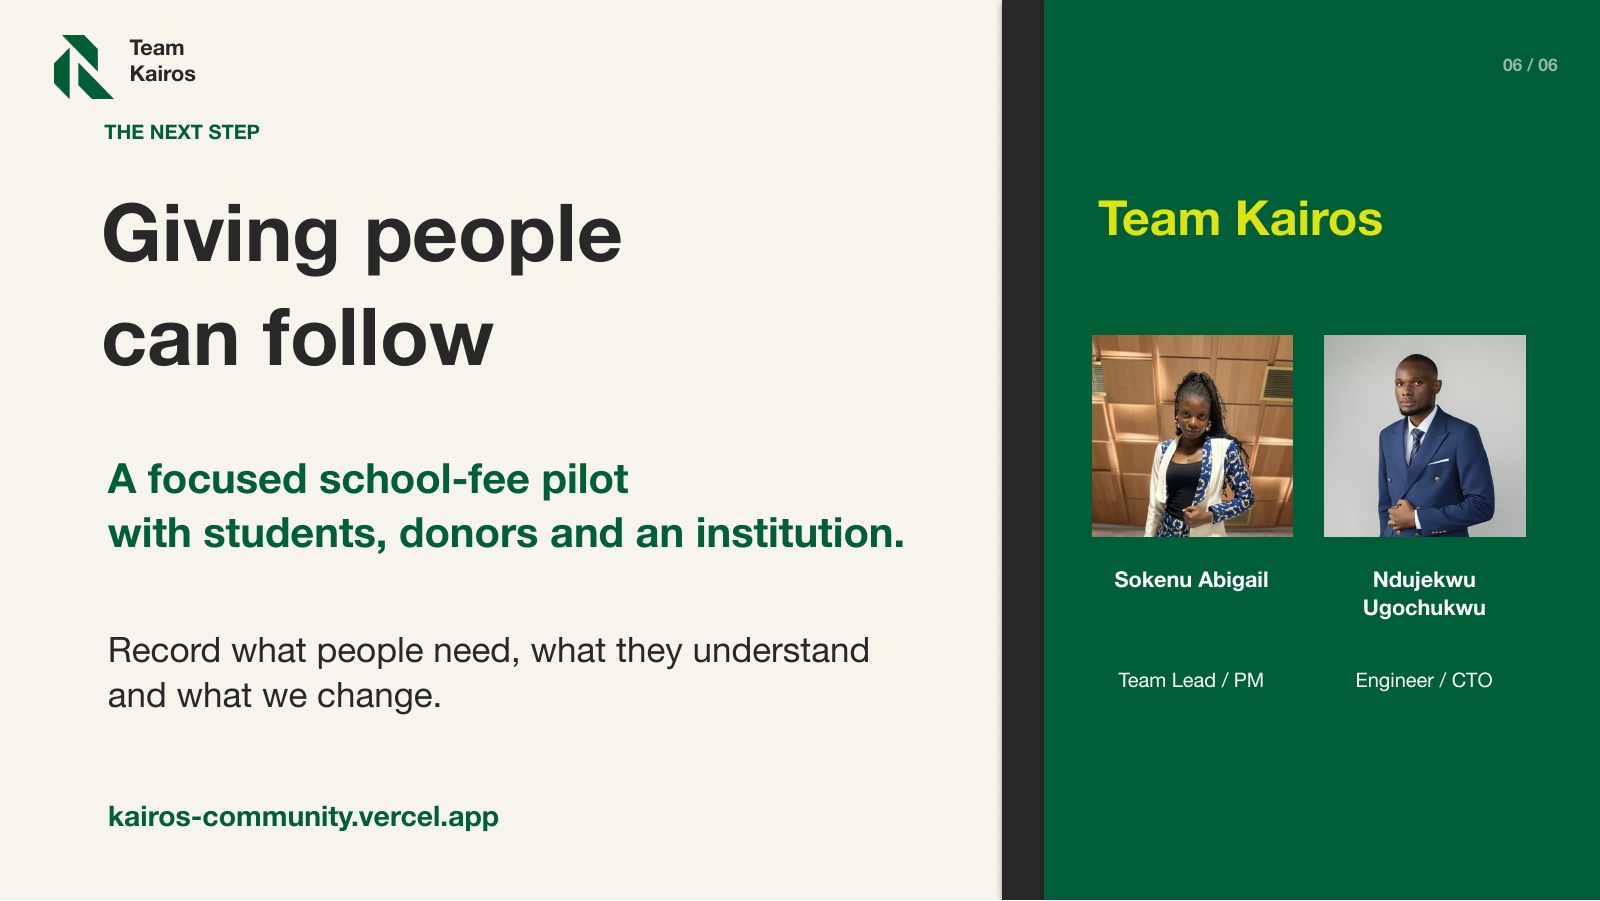 Team
Kairos
THE NEXT STEP
Giving people
can follow
A focused school-fee pilot
with students, donors and an institution.
Record what people need, what they understand
and what we change.
kairos-community.vercel.app
06 / 06
Team Kairos
Sokenu Abigail
Team Lead / PM
Ndujekwu
Ugochukwu
Engineer / CTO